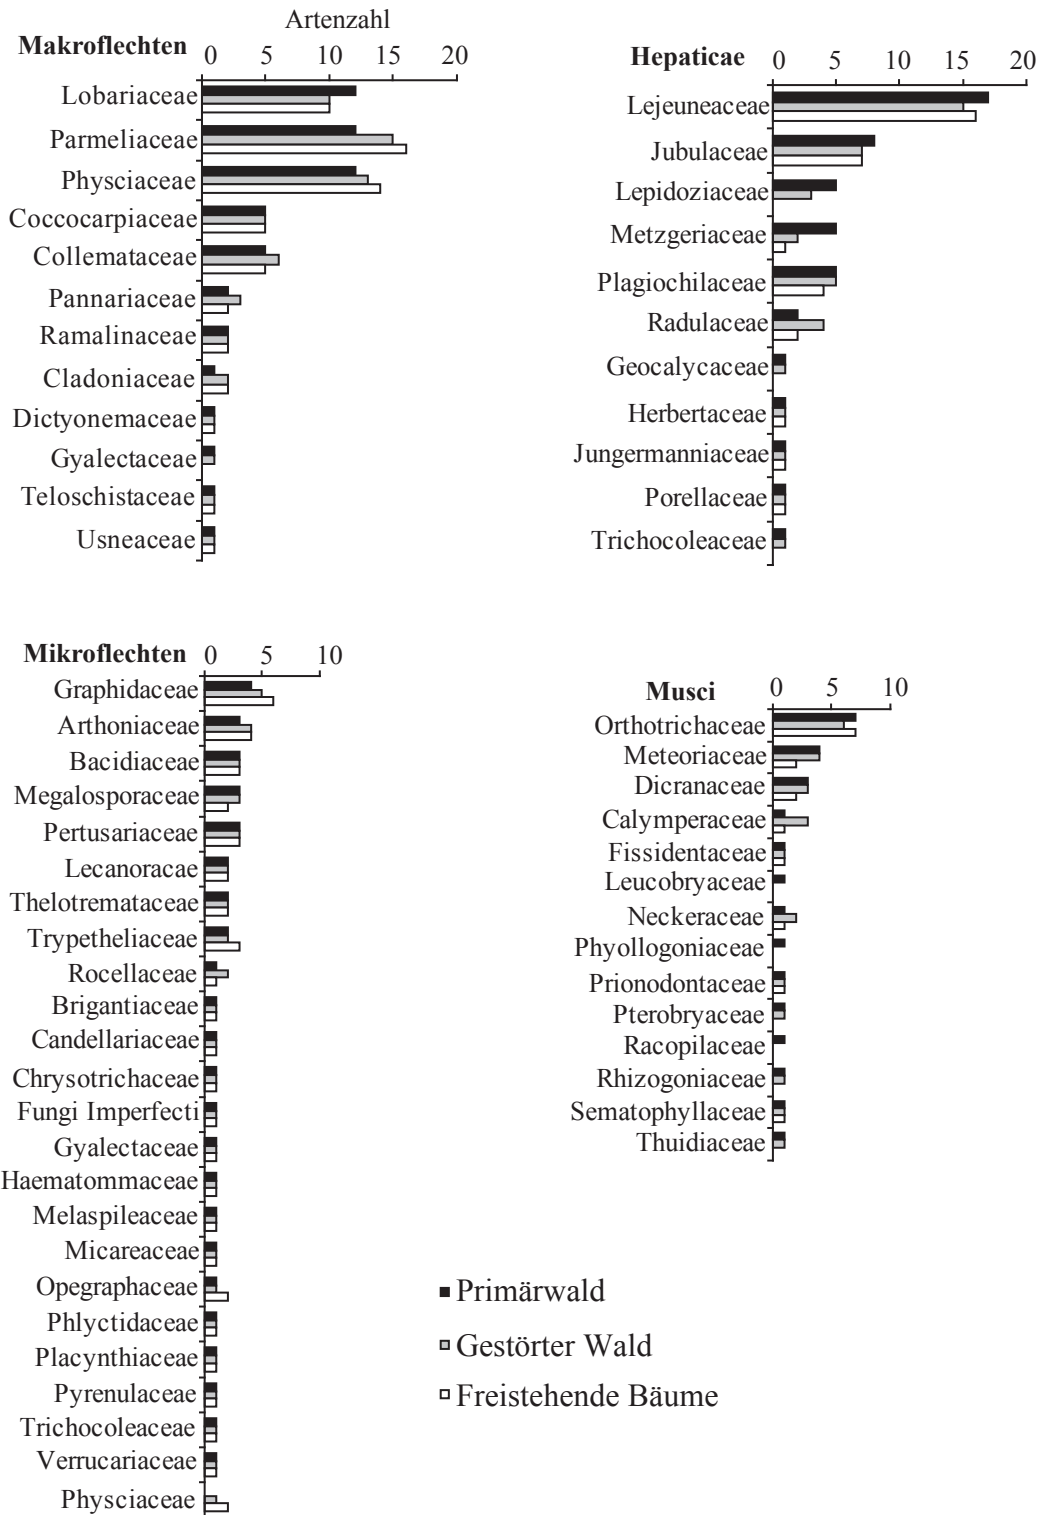 Artenzahl
Makroflechten
0 5 10 15 20
Lobariaceae
Parmeliaceae
Physciaceae
Coccocarpiaceae
Collemataceae
Pannariaceae
Ramalinaceae
Cladoniaceae
Dictyonemaceae
Gyalectaceae
Teloschistaceae
Usneaceae
Hepaticae
0 5 10 15 20
Lejeuneaceae
Jubulaceae
Lepidoziaceae
Metzgeriaceae
Plagiochilaceae
Radulaceae
Geocalycaceae
Herbertaceae
Jungermanniaceae
Porellaceae
Trichocoleaceae
Mikroflechten
0 5 10
Graphidaceae
Arthoniaceae
Bacidiaceae
Megalosporaceae
Pertusariaceae
Lecanoracae
Thelotremataceae
Trypetheliaceae
Rocellaceae
Brigantiaceae
Candellariaceae
Chrysotrichaceae
Fungi Imperfecti
Gyalectaceae
Haematommaceae
Melaspileaceae
Micareaceae
Opegraphaceae
Phlyctidaceae
Placynthiaceae
Pyrenulaceae
Trichocoleaceae
Verrucariaceae
Physciaceae
Musci
0 5 10
Orthotrichaceae
Meteoriaceae
Dicranaceae
Calymperaceae
Fissidentaceae
Leucobryaceae
Neckeraceae
Phyollogoniaceae
Prionodontaceae
Pterobryaceae
Racopilaceae
Rhizogoniaceae
Sematophyllaceae
Thuidiaceae
Primärwald
Gestörter Wald
Freistehende Bäume